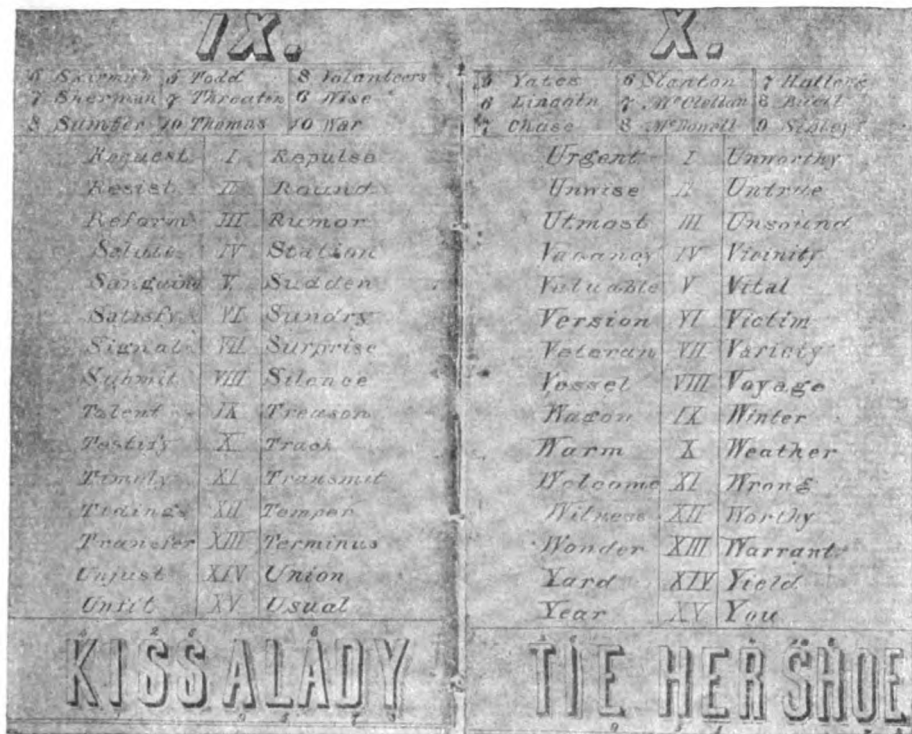 IX.
5 Skirmish 5 Todd 8 Volunteers
7 Sherman 7 Threaten 6 Wise
8 Sumter 10 Thomas 10 War
Request I Repulse
Resist II Round
Reform III Rumor
Salute IV Station
Sanguine V Sudden
Satisfy VI Sundry
Signal VII Surprise
Submit VIII Silence
Talent IX Treason
Testify X Track
Timely XI Transmit
Tidings XII Temper
Transfer XIII Terminus
Unjust XIV Union
Unfit XV Usual
KISS A LADY
X.
5 Yates 6 Stanton 7 Halleck
6 Lincoln 7 McClellan 8 Buell
7 Chase 8 McDowell 9 Sibley
Urgent I Unworthy
Unwise II Untrue
Utmost III Unsound
Vacancy IV Vicinity
Valuable V Vital
Version VI Victim
Veteran VII Variety
Vessel VIII Voyage
Wagon IX Winter
Warm X Weather
Welcome XI Wrong
Witness XII Worthy
Wonder XIII Warrant
Yard XIV Yield
Year XV You
TIE HER SHOE